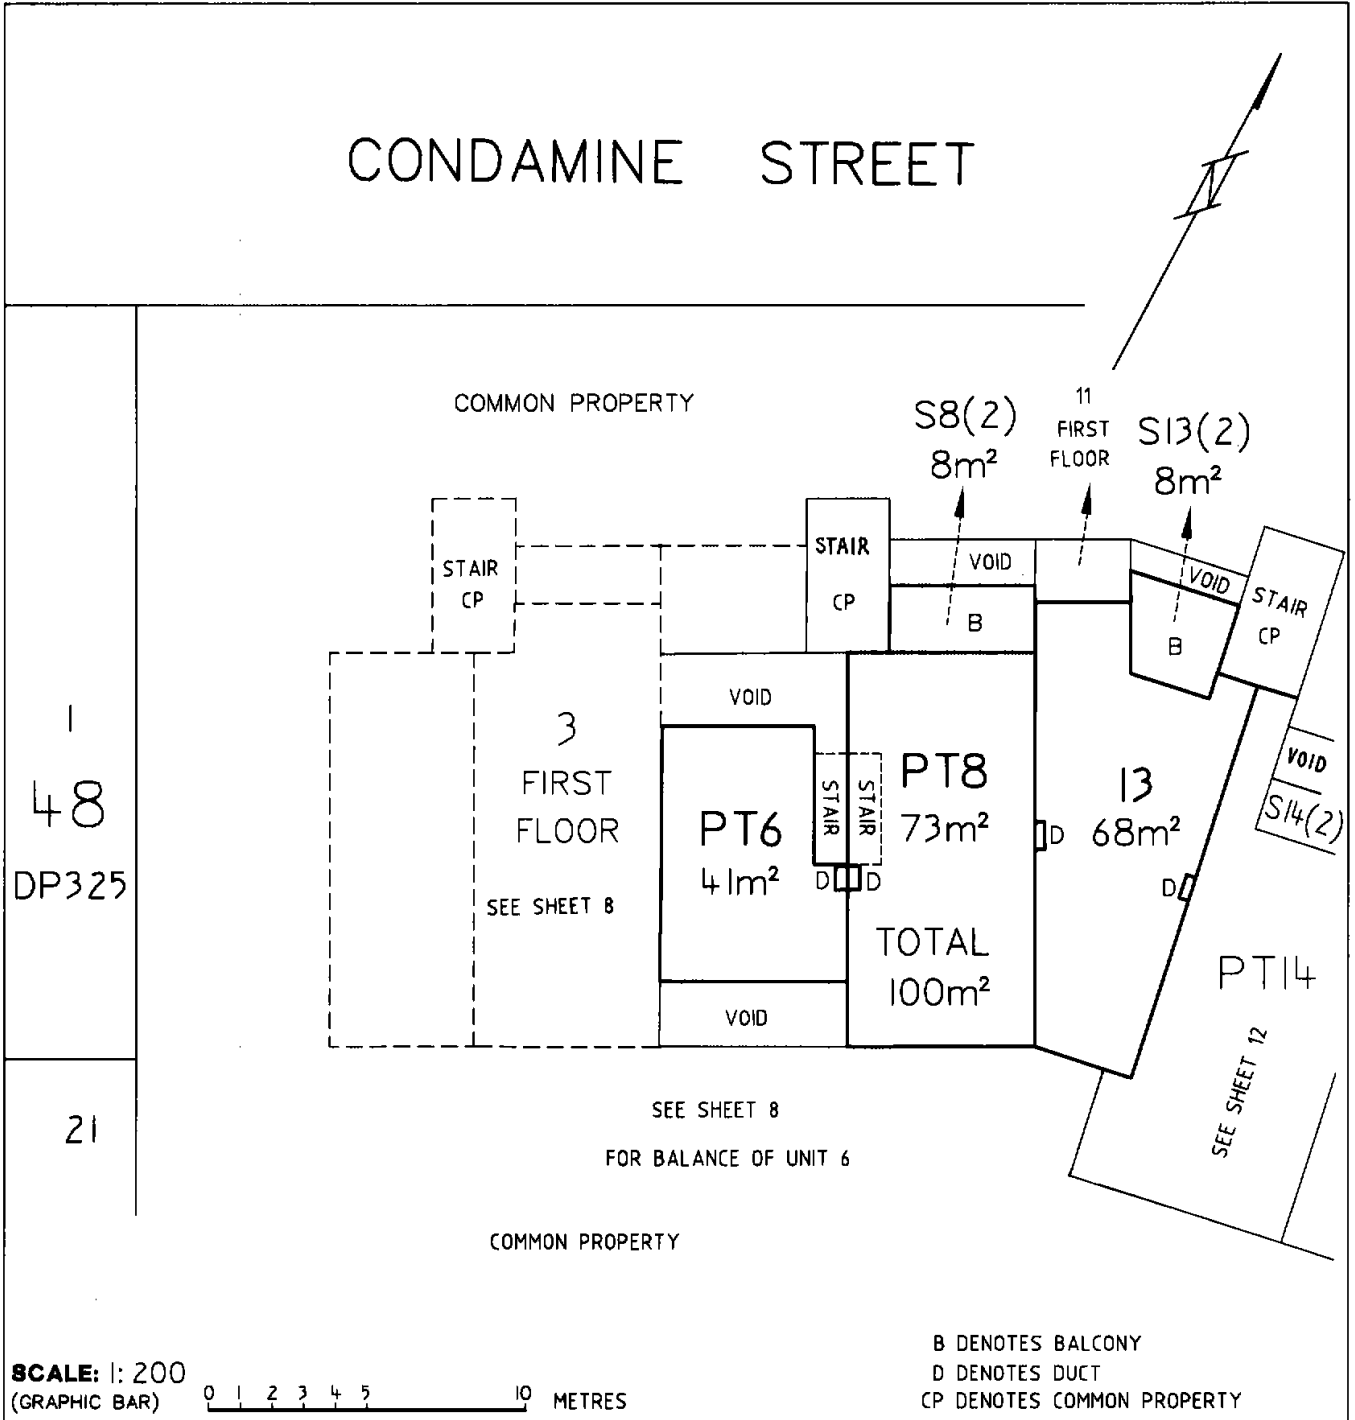 CONDAMINE STREET
N
COMMON PROPERTY
S8(2)
8m²
11
FIRST
FLOOR
S13(2)
8m²
STAIR
CP
STAIR
CP
VOID
B
VOID
B
STAIR
CP
1
48
DP325
21
3
FIRST
FLOOR
SEE SHEET 8
VOID
PT6
41m²
STAIR
STAIR
D
D
VOID
PT8
73m²
TOTAL
100m²
D
13
68m²
D
VOID
S14(2)
PT14
SEE SHEET 12
SEE SHEET 8
FOR BALANCE OF UNIT 6
COMMON PROPERTY
B DENOTES BALCONY
D DENOTES DUCT
CP DENOTES COMMON PROPERTY
SCALE: 1:200
(GRAPHIC BAR)
0 1 2 3 4 5 10 METRES